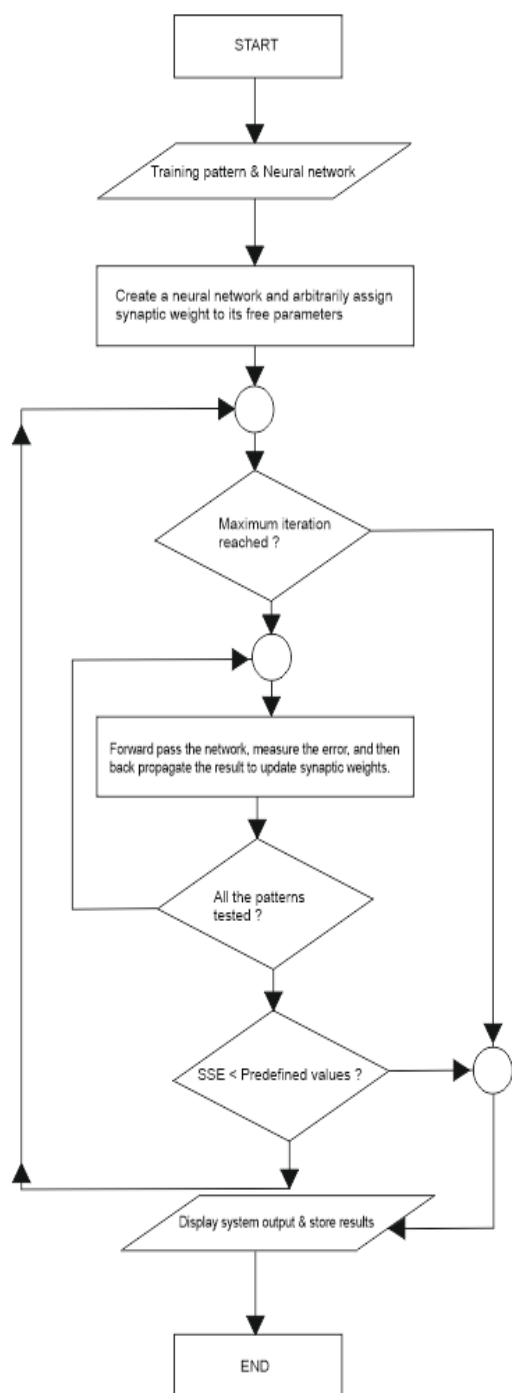 START
Training pattern & Neural network
Create a neural network and arbitrarily assign
synaptic weight to its free parameters
Maximum iteration
reached ?
Forward pass the network, measure the error, and then
back propagate the result to update synaptic weights.
All the patterns
tested ?
SSE < Predefined values ?
Display system output & store results
END